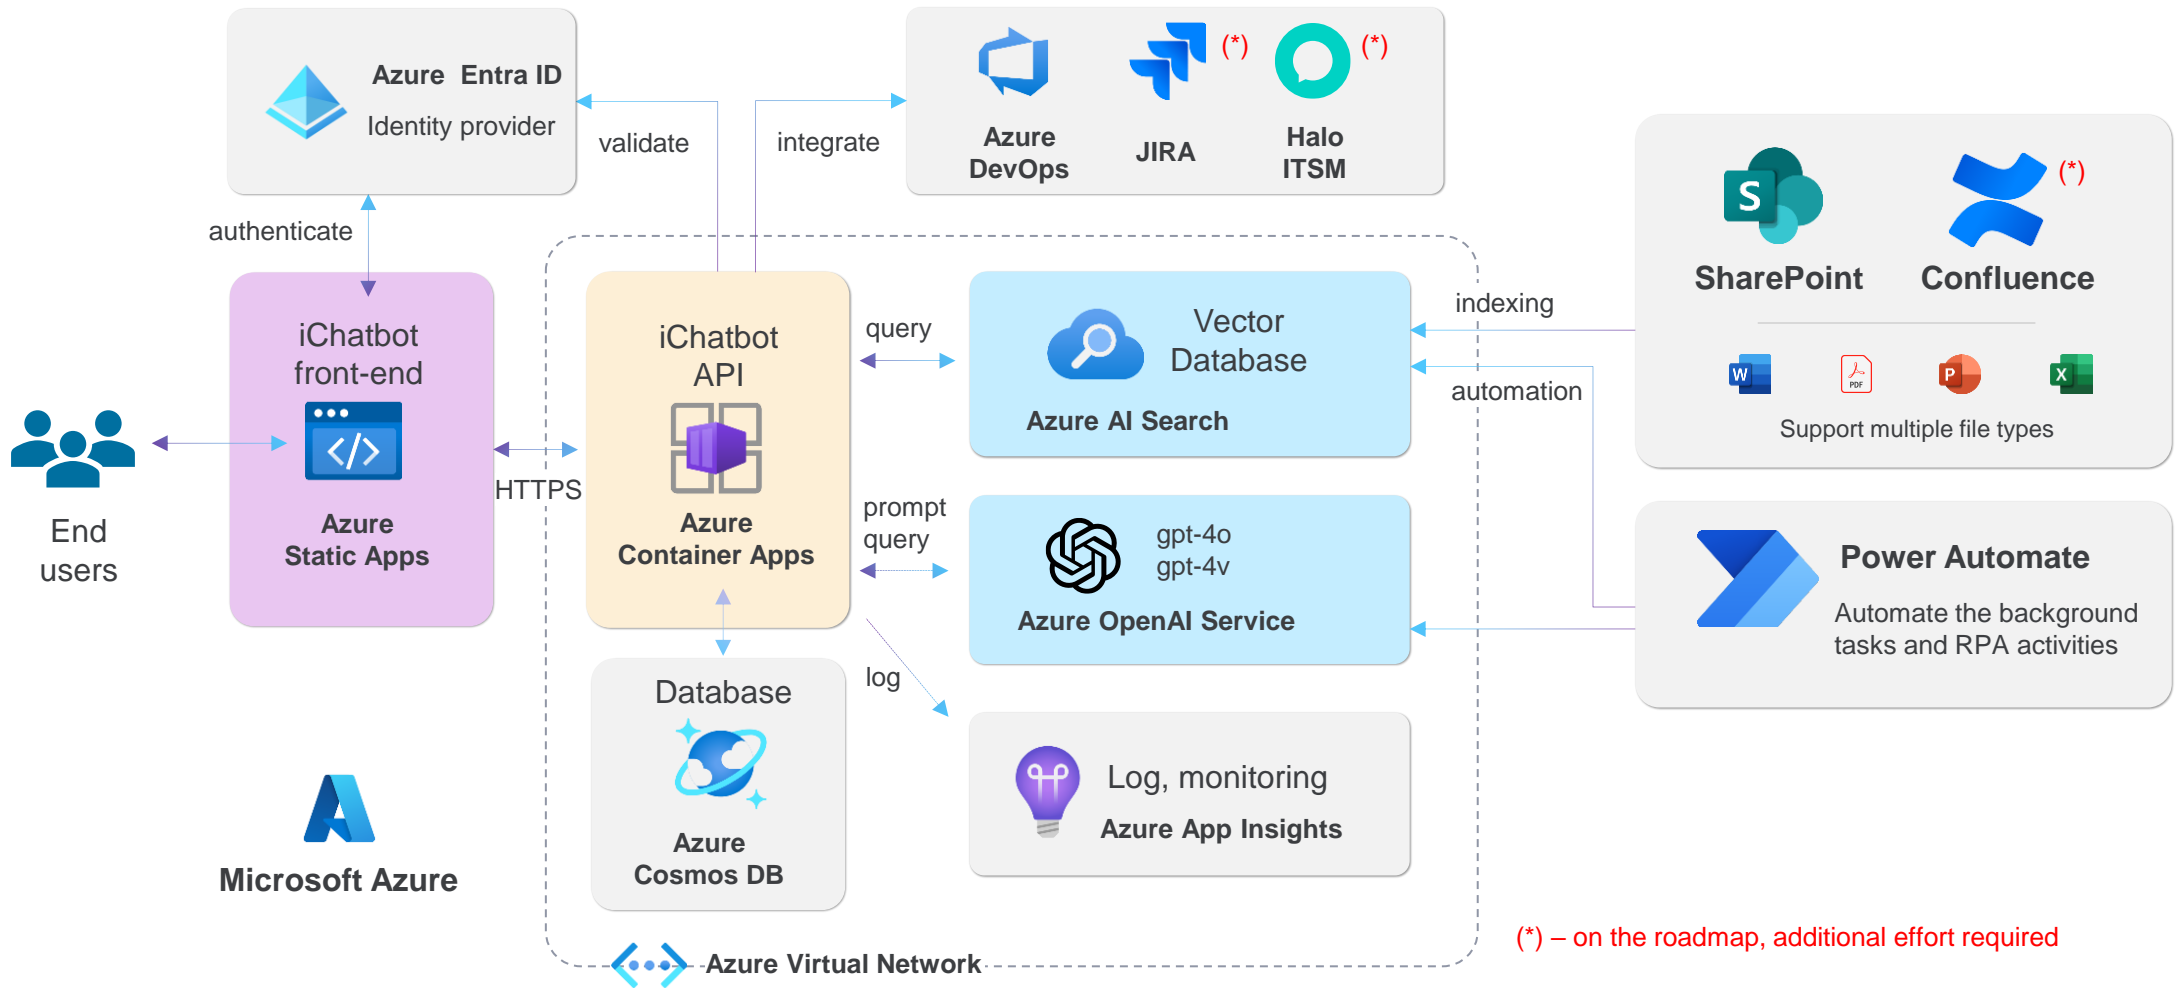 Azure Entra ID
Identity provider
validate
integrate
(*)
(*)
Azure
DevOps
JIRA
Halo
ITSM
authenticate
(*)
SharePoint
Confluence
W
PDF
P
X
Support multiple file types
S
iChatbot
front-end
</>
Azure
Static Apps
End
users
HTTPS
iChatbot
API
Azure
Container Apps
query
Vector
Database
Azure AI Search
indexing
automation
prompt
query
gpt-4o
gpt-4v
Azure OpenAI Service
Power Automate
Automate the background
tasks and RPA activities
log
Database
Azure
Cosmos DB
Log, monitoring
Azure App Insights
Microsoft Azure
Azure Virtual Network
(*) – on the roadmap, additional effort required